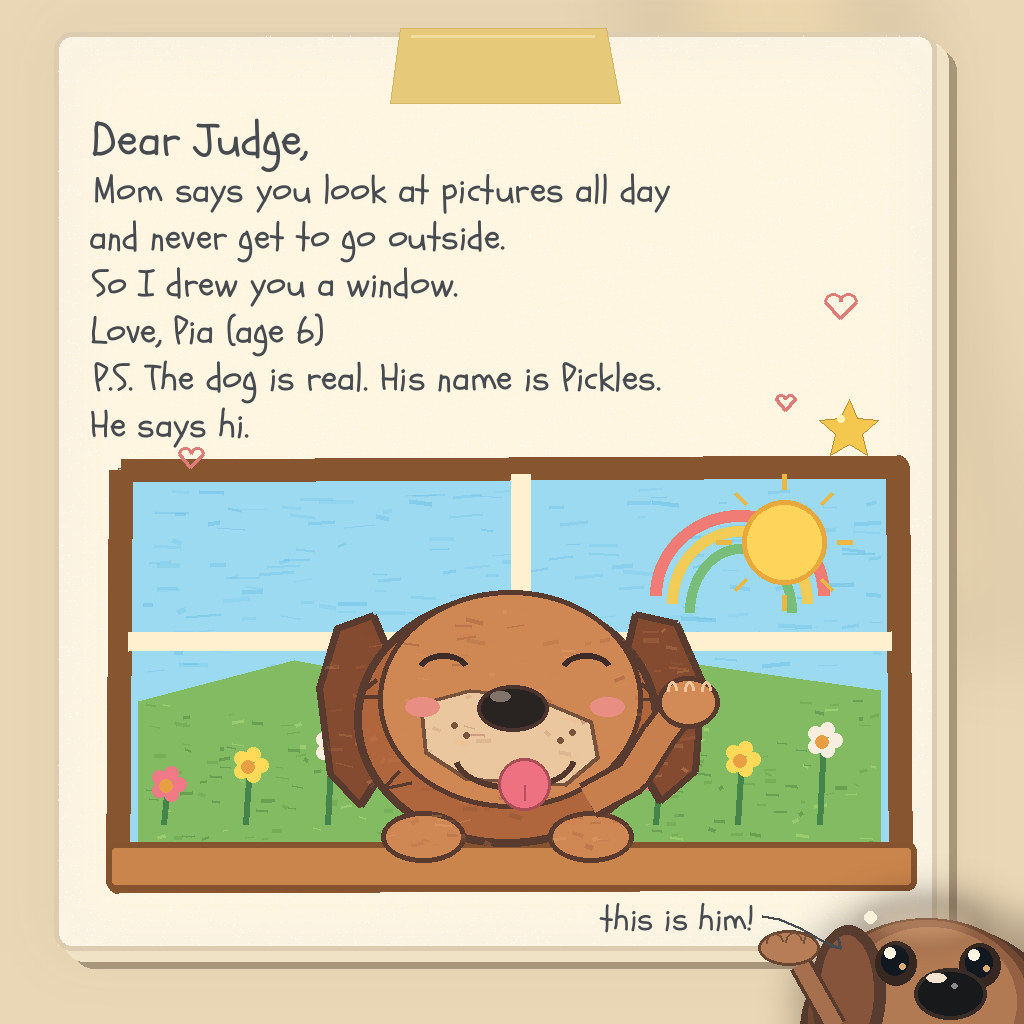 Dear Judge,
Mom says you look at pictures all day
and never get to go outside.
So I drew you a window.
Love, Pia (age 6)
P.S. The dog is real. His name is Pickles.
He says hi.
this is him!